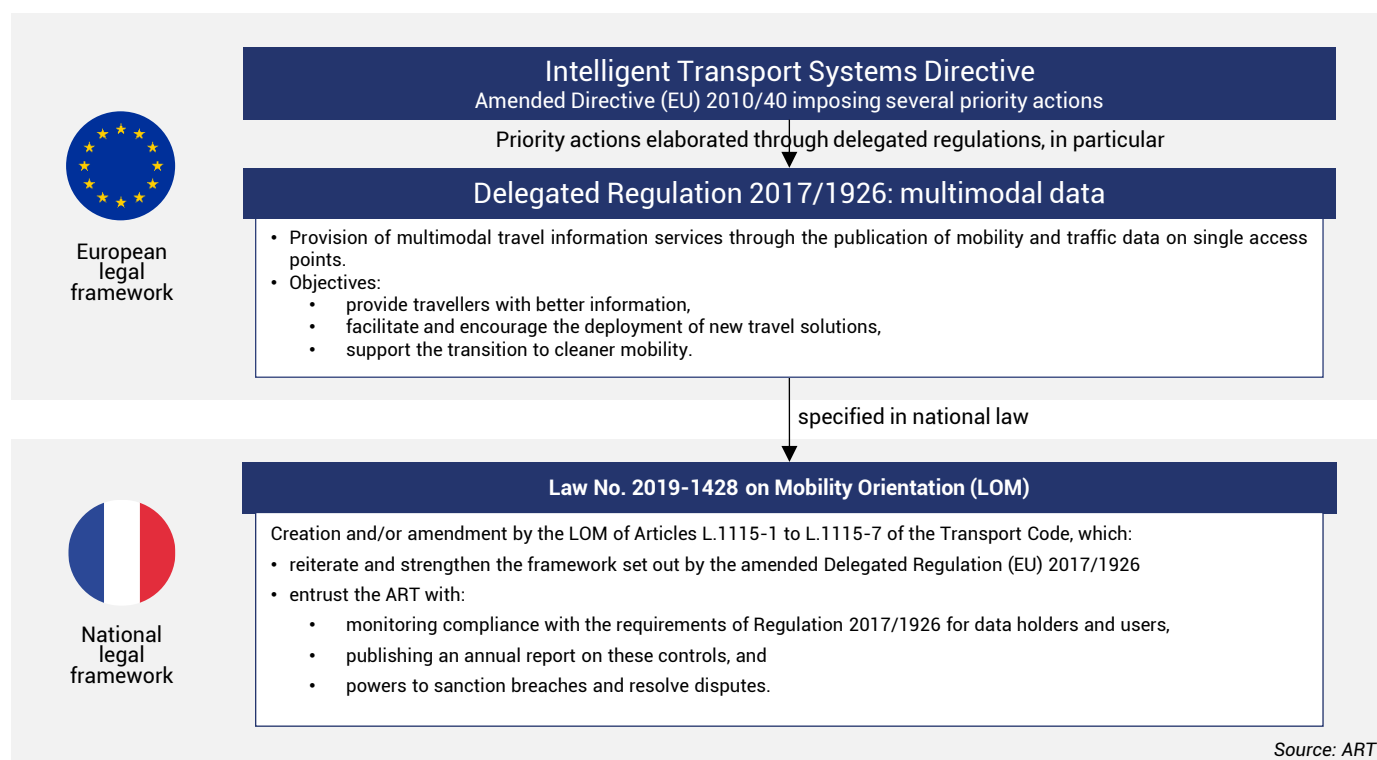 Intelligent Transport Systems Directive
Amended Directive (EU) 2010/40 imposing several priority actions
Priority actions elaborated through delegated regulations, in particular
Delegated Regulation 2017/1926: multimodal data
• Provision of multimodal travel information services through the publication of mobility and traffic data on single access
points.
• Objectives:
• provide travellers with better information,
• facilitate and encourage the deployment of new travel solutions,
• support the transition to cleaner mobility.
European
legal
framework
specified in national law
Law No. 2019-1428 on Mobility Orientation (LOM)
Creation and/or amendment by the LOM of Articles L.1115-1 to L.1115-7 of the Transport Code, which:
• reiterate and strengthen the framework set out by the amended Delegated Regulation (EU) 2017/1926
• entrust the ART with:
• monitoring compliance with the requirements of Regulation 2017/1926 for data holders and users,
• publishing an annual report on these controls, and
• powers to sanction breaches and resolve disputes.
National
legal
framework
Source: ART